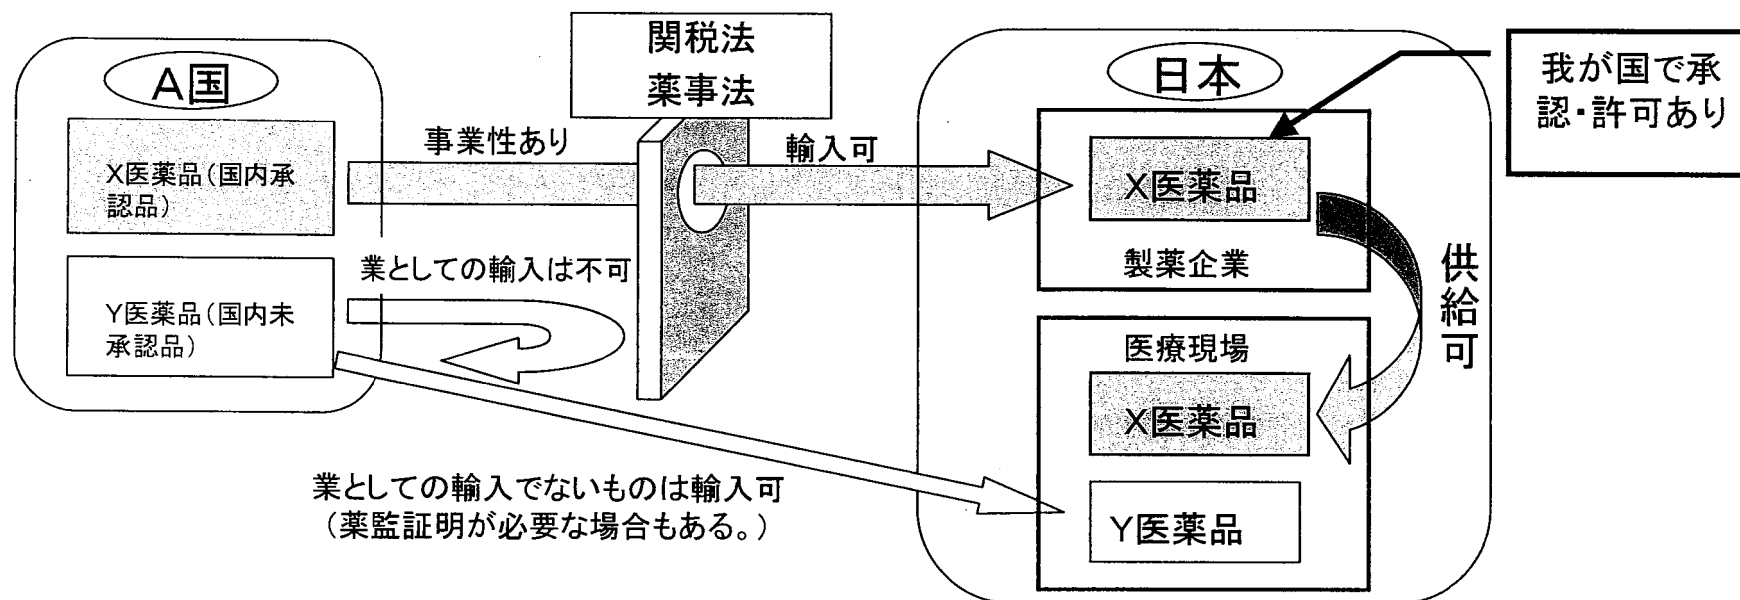 関税法
薬事法
A国
X医薬品(国内承
認品)
Y医薬品(国内未
承認品)
事業性あり
輸入可
業としての輸入は不可
業としての輸入でないものは輸入可
(薬監証明が必要な場合もある。)
日本
X医薬品
製薬企業
医療現場
X医薬品
Y医薬品
供給可
我が国で承
認・許可あり